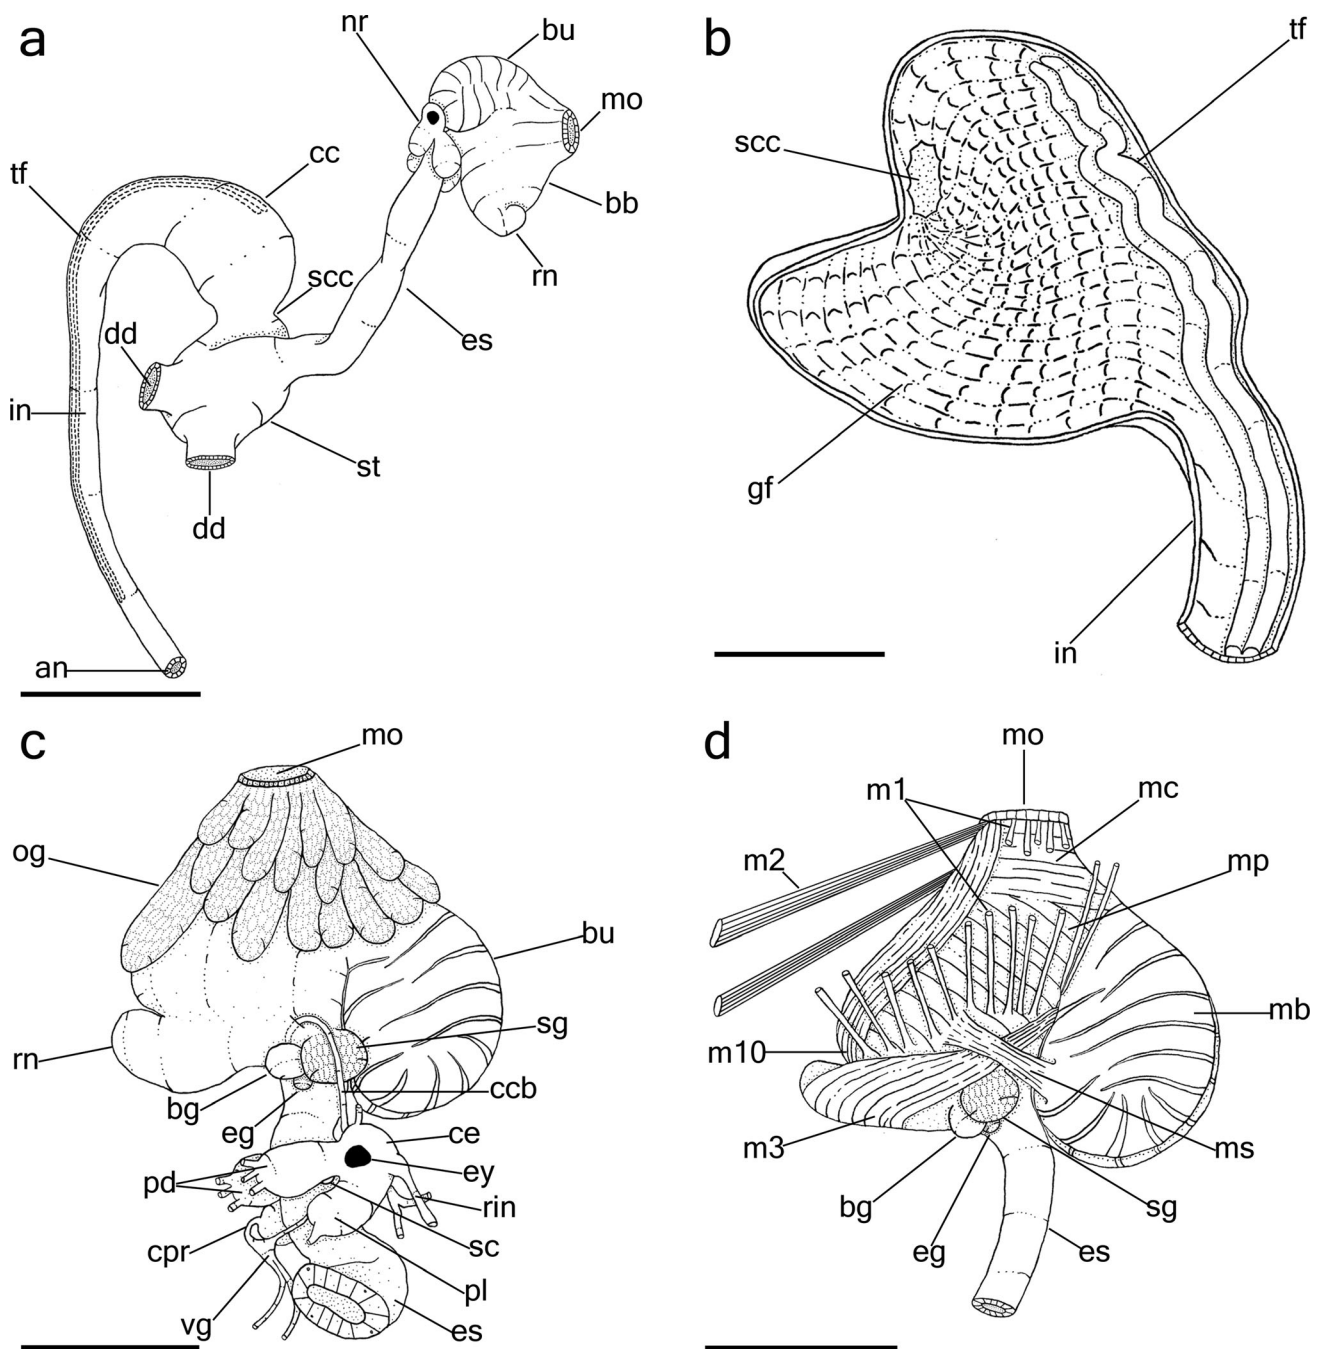 a
nr
bu
mo
cc
tf
bb
rn
scc
es
dd
in
st
dd
an
b
tf
scc
gf
in
c
mo
og
bu
sg
rn
ccb
bg
eg
ce
ey
pd
rin
cpr
sc
pl
vg
es
d
mo
m1
mc
m2
mp
mb
m10
m3
ms
bg
sg
eg
es